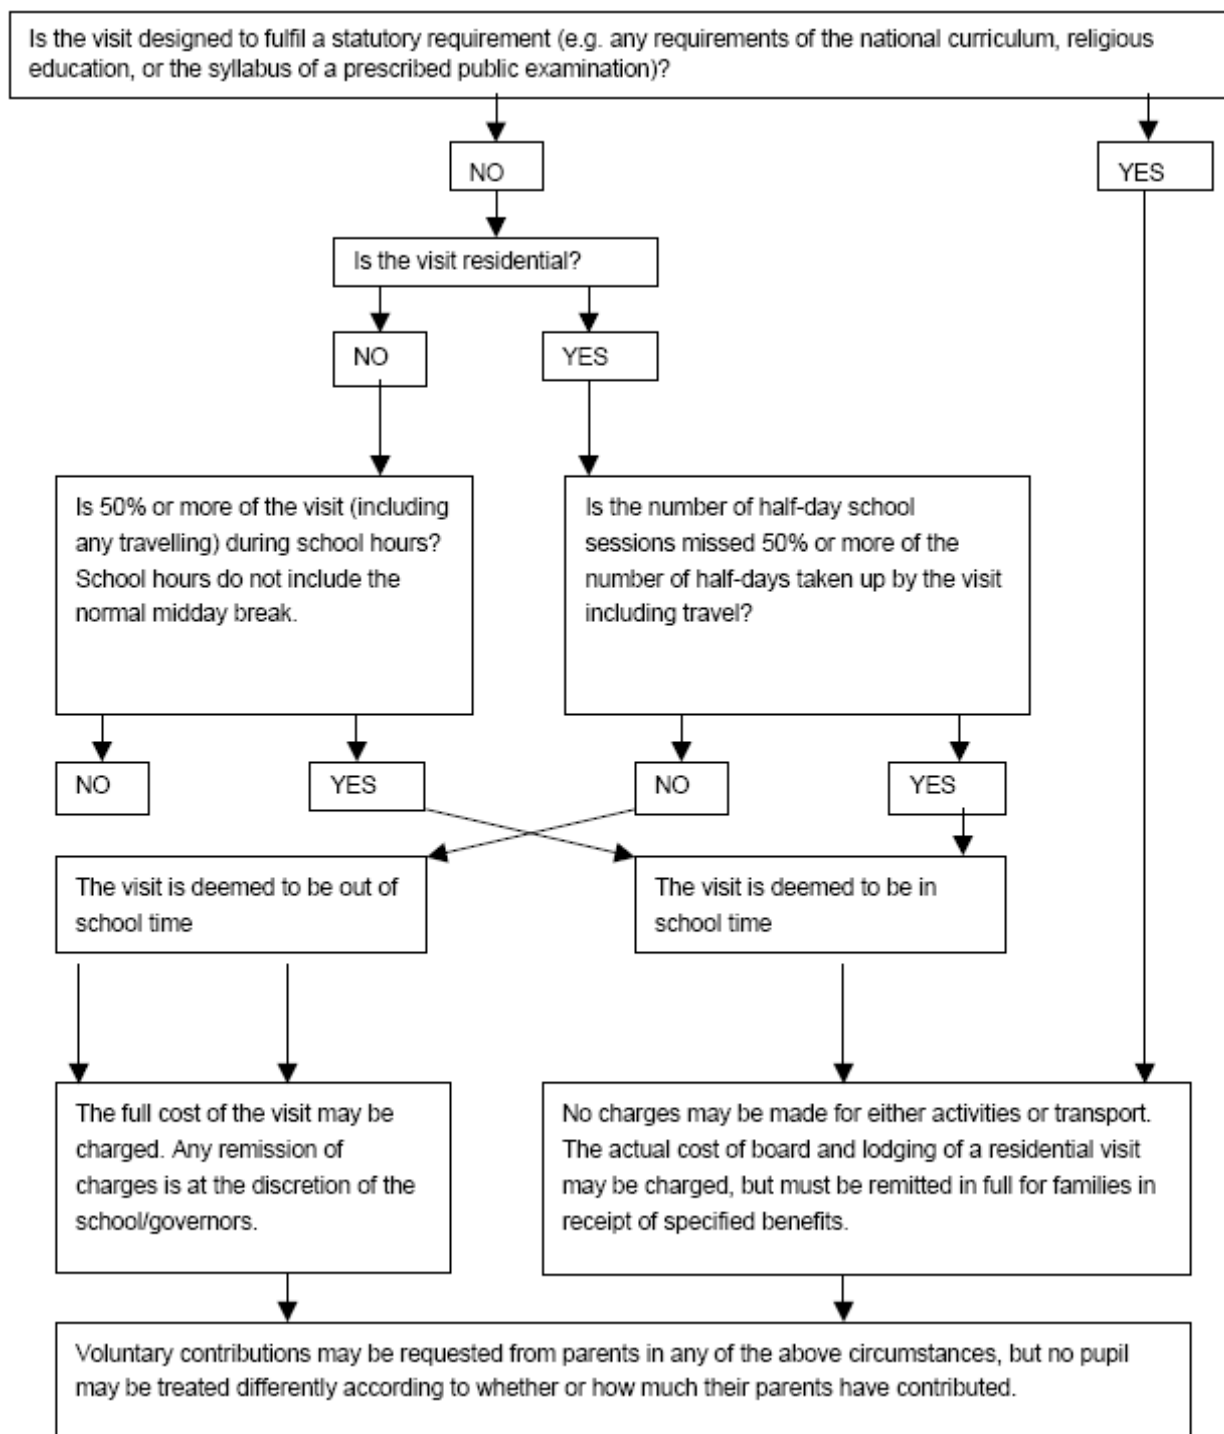 Is the visit designed to fulfil a statutory requirement (e.g. any requirements of the national curriculum, religious
education, or the syllabus of a prescribed public examination)?
NO
YES
Is the visit residential?
NO
YES
Is 50% or more of the visit (including
any travelling) during school hours?
School hours do not include the
normal midday break.
Is the number of half-day school
sessions missed 50% or more of the
number of half-days taken up by the visit
including travel?
NO
YES
NO
YES
The visit is deemed to be out of
school time
The visit is deemed to be in
school time
The full cost of the visit may be
charged. Any remission of
charges is at the discretion of the
school/governors.
No charges may be made for either activities or transport.
The actual cost of board and lodging of a residential visit
may be charged, but must be remitted in full for families in
receipt of specified benefits.
Voluntary contributions may be requested from parents in any of the above circumstances, but no pupil
may be treated differently according to whether or how much their parents have contributed.